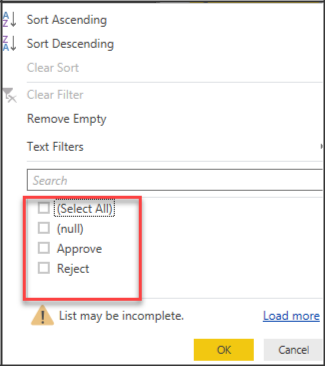 Sort Ascending
Sort Descending
Clear Sort
Clear Filter
Remove Empty
Text Filters
Search
(Select All)
(null)
Approve
Reject
List may be incomplete. Load more
OK Cancel